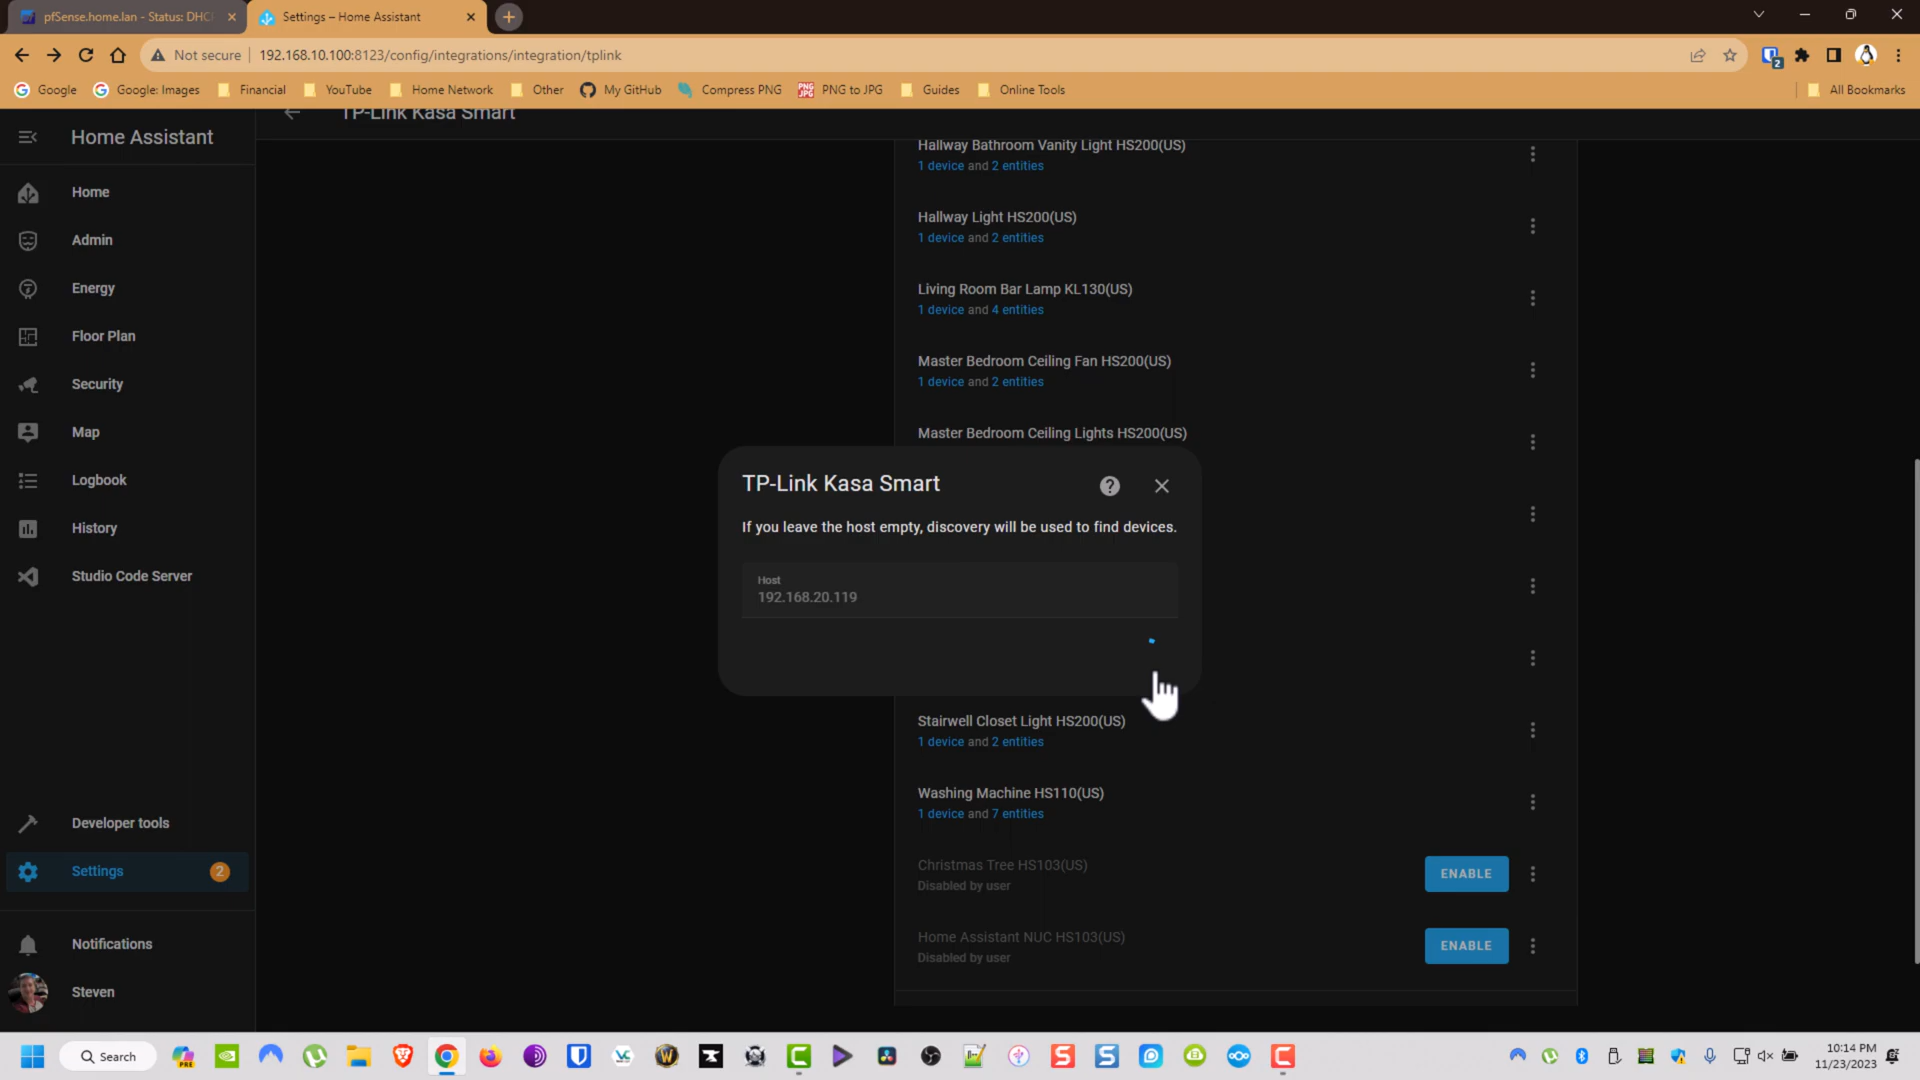 pfSense.home.lan - Status: DHC
Settings – Home Assistant
Not secure
192.168.10.100:8123/config/integrations/integration/tplink
2
Google
Google: Images
Financial
YouTube
Home Network
Other
My GitHub
Compress PNG
PNG to JPG
Guides
Online Tools
All Bookmarks
TP-Link Kasa Smart
Home Assistant
Home
Admin
Energy
Floor Plan
Security
Map
Logbook
History
Studio Code Server
Developer tools
Settings
2
Notifications
Steven
Hallway Bathroom Vanity Light HS200(US)
1 device and 2 entities
Hallway Light HS200(US)
1 device and 2 entities
Living Room Bar Lamp KL130(US)
1 device and 4 entities
Master Bedroom Ceiling Fan HS200(US)
1 device and 2 entities
Master Bedroom Ceiling Lights HS200(US)
TP-Link Kasa Smart
If you leave the host empty, discovery will be used to find devices.
Host
192.168.20.119
Stairwell Closet Light HS200(US)
1 device and 2 entities
Washing Machine HS110(US)
1 device and 7 entities
Christmas Tree HS103(US)
Disabled by user
ENABLE
Home Assistant NUC HS103(US)
Disabled by user
ENABLE
Search
10:14 PM
11/23/2023